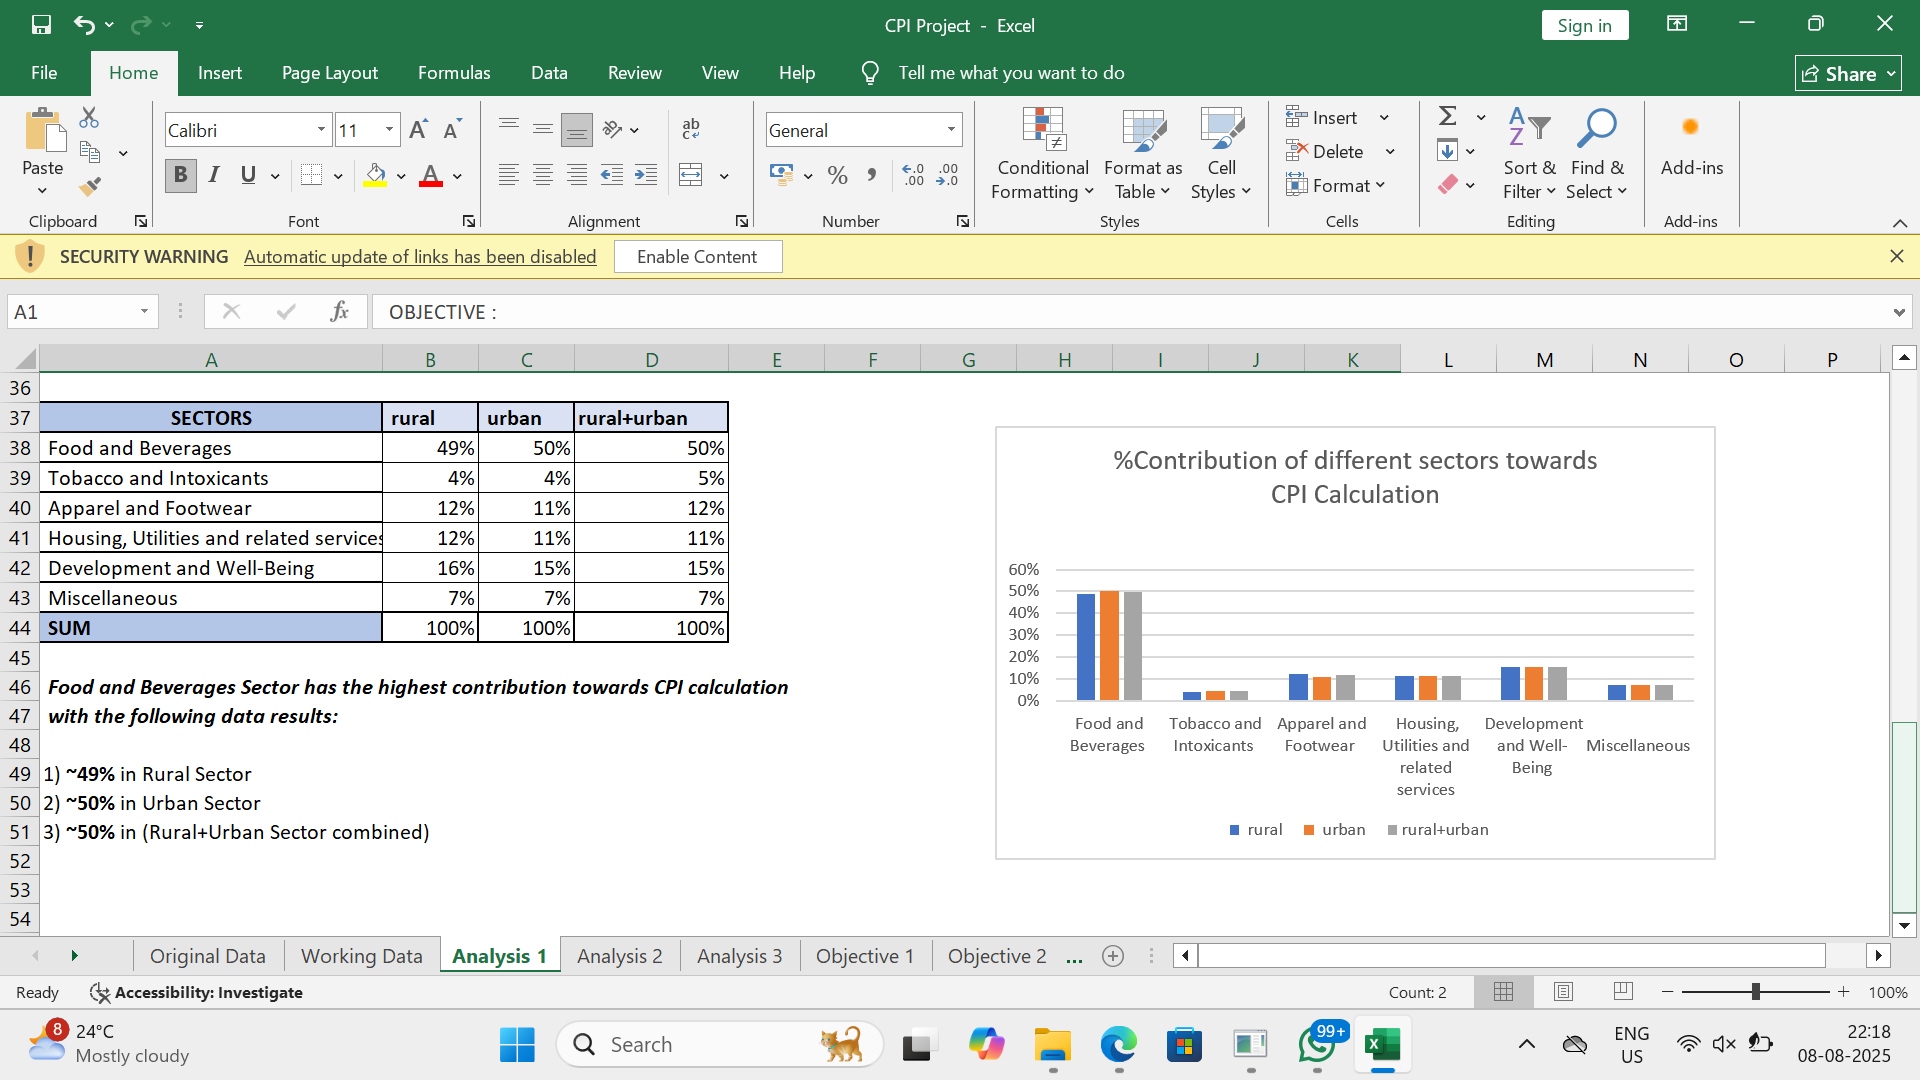 CPI Project - Excel
Sign in
File Home Insert Page Layout Formulas Data Review View Help Tell me what you want to do
Share
Paste
Calibri 11
B I U A
ab
General
% 
Conditional Formatting
Format as Table
Cell Styles
Insert
Delete
Format
Sort & Filter
Find & Select
Add-ins
Clipboard Font Alignment Number Styles Cells Editing Add-ins
SECURITY WARNING Automatic update of links has been disabled Enable Content
A1 fx OBJECTIVE :
A B C D E F G H I J K L M N O P
36
37 SECTORS rural urban rural+urban
38 Food and Beverages 49% 50% 50%
39 Tobacco and Intoxicants 4% 4% 5%
40 Apparel and Footwear 12% 11% 12%
41 Housing, Utilities and related services 12% 11% 11%
42 Development and Well-Being 16% 15% 15%
43 Miscellaneous 7% 7% 7%
44 SUM 100% 100% 100%
45
46 Food and Beverages Sector has the highest contribution towards CPI calculation
47 with the following data results:
48
49 1) ~49% in Rural Sector
50 2) ~50% in Urban Sector
51 3) ~50% in (Rural+Urban Sector combined)
52
53
54
%Contribution of different sectors towards
CPI Calculation
60%
50%
40%
30%
20%
10%
0%
Food and Beverages
Tobacco and Intoxicants
Apparel and Footwear
Housing, Utilities and related services
Development and Well-Being
Miscellaneous
rural urban rural+urban
Original Data Working Data Analysis 1 Analysis 2 Analysis 3 Objective 1 Objective 2 ...
Ready Accessibility: Investigate Count: 2 100%
8 24°C
Mostly cloudy
Search
99+
ENG
US
22:18
08-08-2025